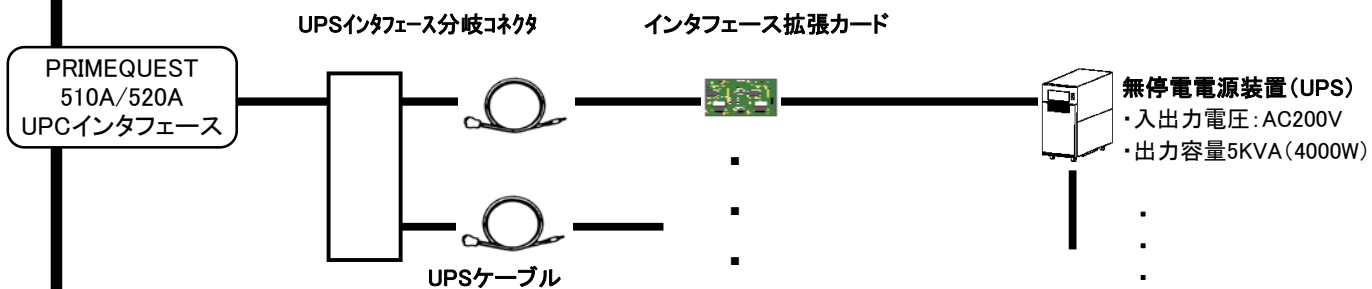 UPSインタフェース分岐コネクタ
インタフェース拡張カード
PRIMEQUEST
510A/520A
UPCインタフェース
無停電電源装置(UPS)
・入出力電圧:AC200V
・出力容量5KVA(4000W)
UPSケーブル